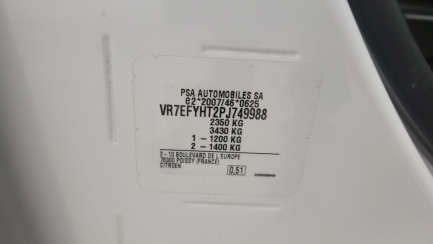 PSA AUTOMOBILES SA
e2*2007/46*0625
VR7EFYHT2PJ749988
2350 KG
3430 KG
1 - 1200 KG
2 - 1400 KG
2-10 BOULEVARD DE L'EUROPE
78300 POISSY (FRANCE)
CITROEN
0.51